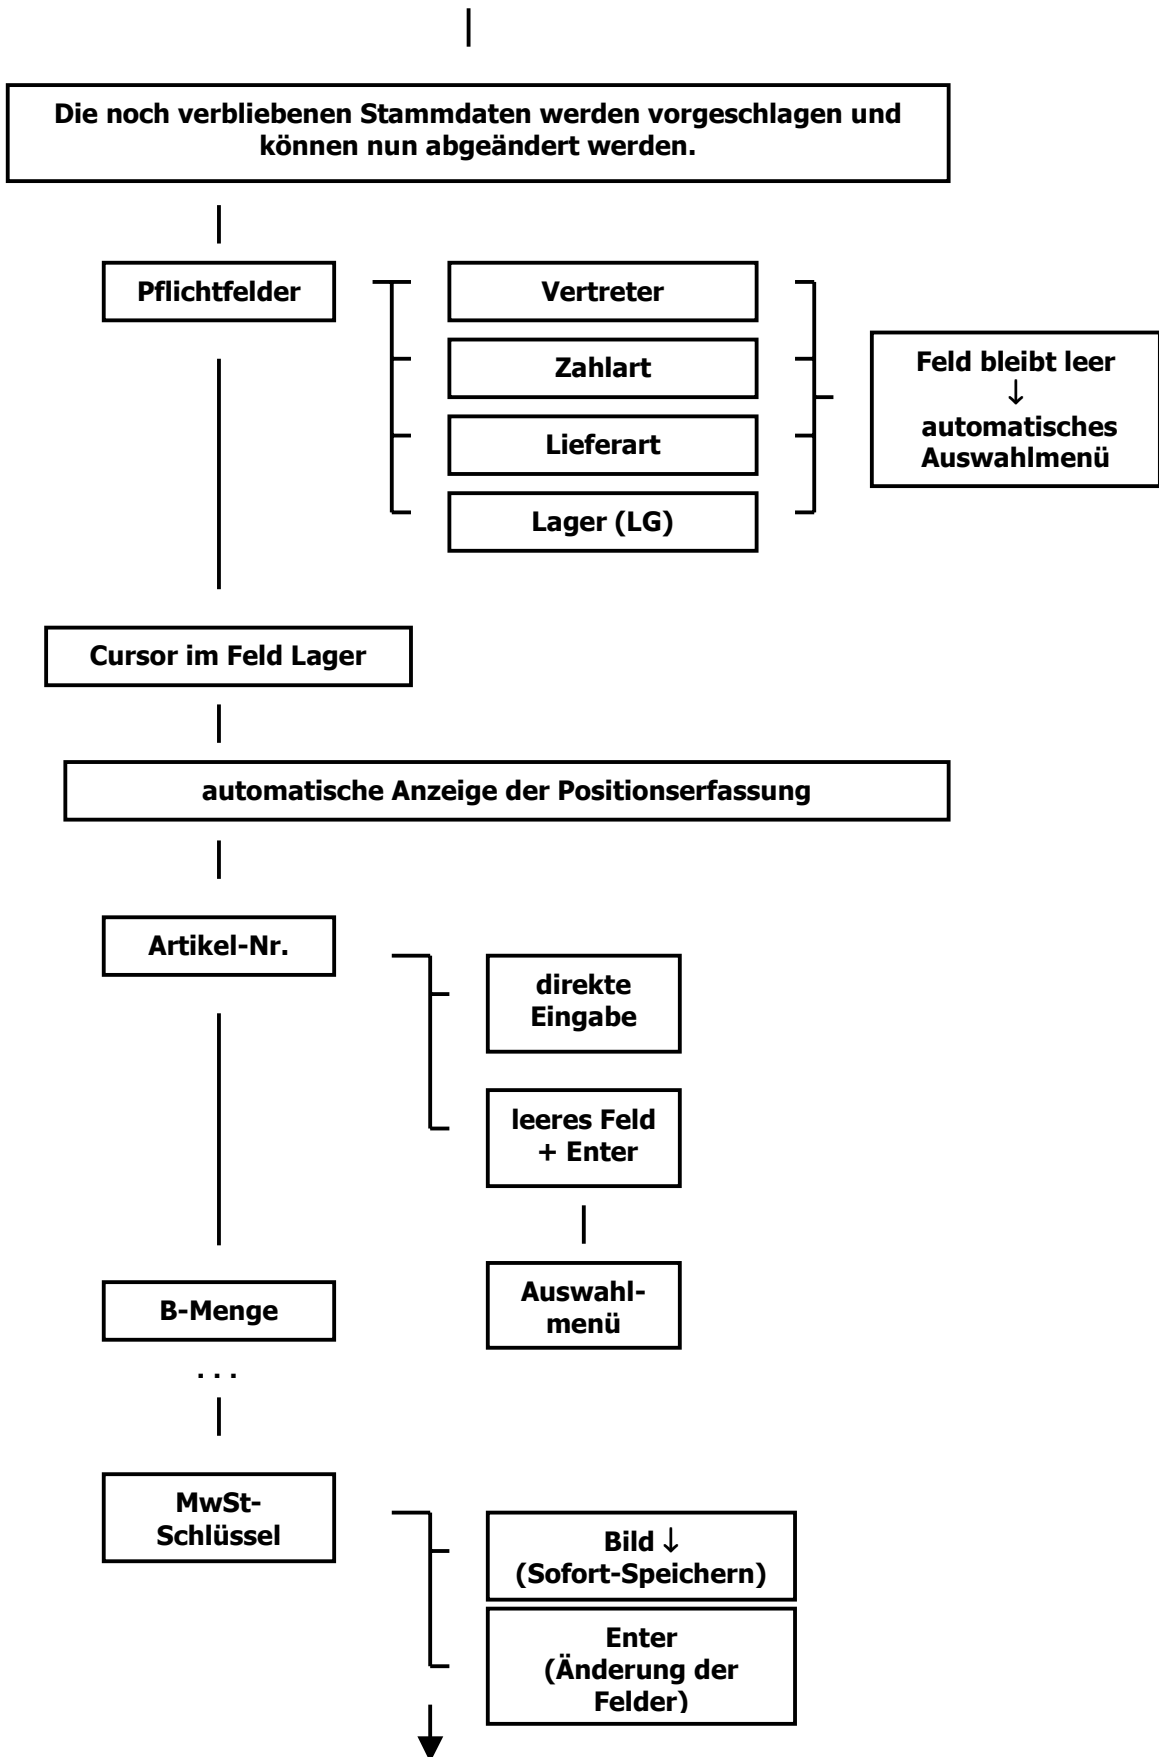 Die noch verbliebenen Stammdaten werden vorgeschlagen und
können nun abgeändert werden.
Pflichtfelder
Vertreter
Zahlart
Lieferart
Lager (LG)
Feld bleibt leer
↓
automatisches
Auswahlmenü
Cursor im Feld Lager
automatische Anzeige der Positionserfassung
Artikel-Nr.
direkte
Eingabe
leeres Feld
+ Enter
Auswahl-
menü
B-Menge
. . .
MwSt-
Schlüssel
Bild ↓
(Sofort-Speichern)
Enter
(Änderung der
Felder)